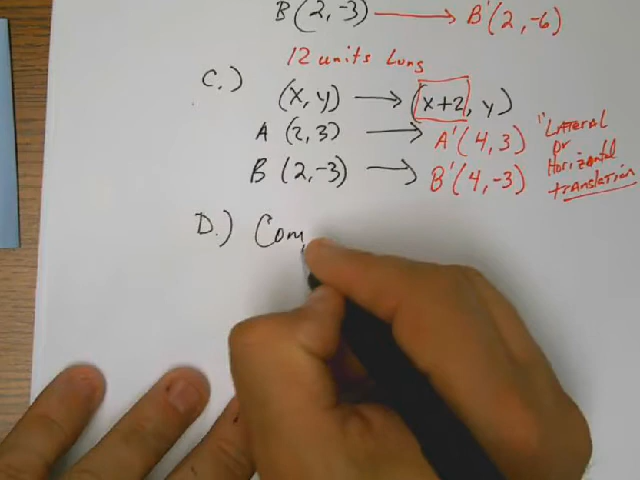 B(2,-3) → B'(2,-6)
12 units Long
C.)
(x,y) → (x+2, y)
A (2,3) → A'(4,3)
B (2,-3) → B'(4,-3)
"LATERAL
or
Horizontal
translation
D.) Com